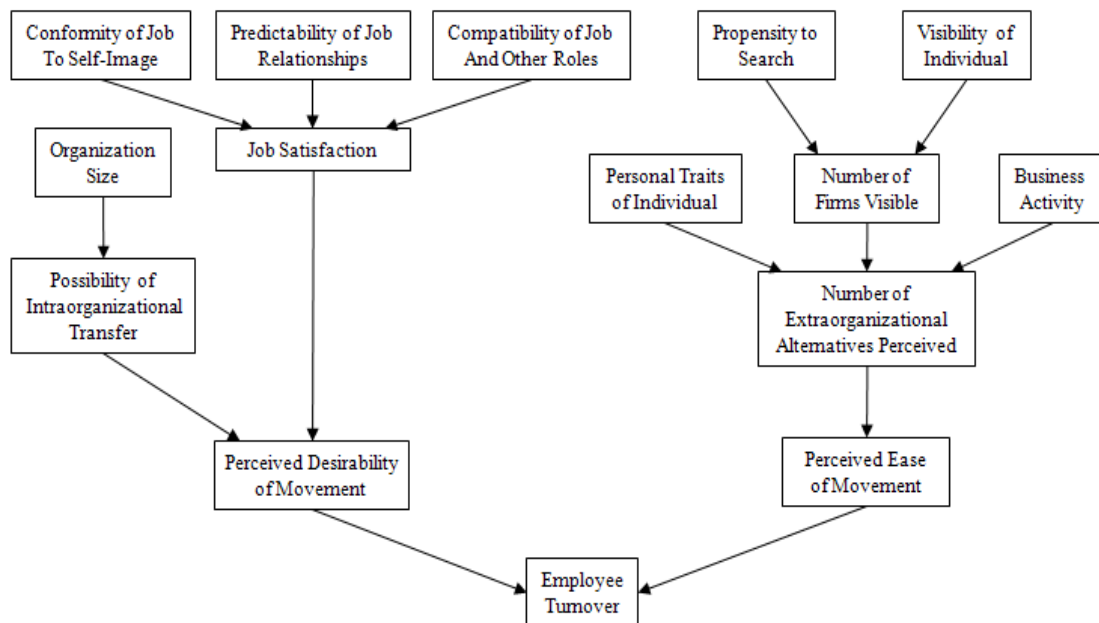 Conformity of Job
To Self-Image
Predictability of Job
Relationships
Compatibility of Job
And Other Roles
Propensity to
Search
Visibility of
Individual
Organization
Size
Job Satisfaction
Personal Traits
of Individual
Number of
Firms Visible
Business
Activity
Possibility of
Intraorganizational
Transfer
Number of
Extraorganizational
Alternatives Perceived
Perceived Desirability
of Movement
Perceived Ease
of Movement
Employee
Turnover